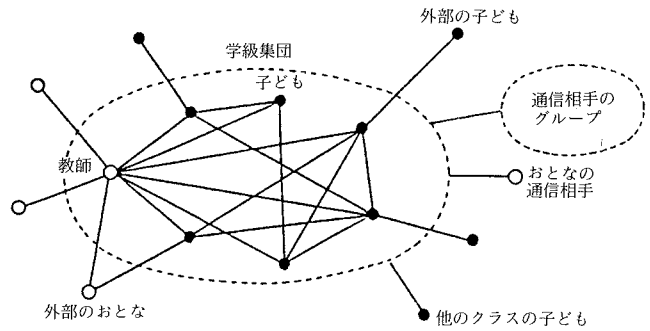 外部の子ども
学級集団
子ども
通信相手の
グループ
教師
おとなの
通信相手
外部のおとな
他のクラスの子ども